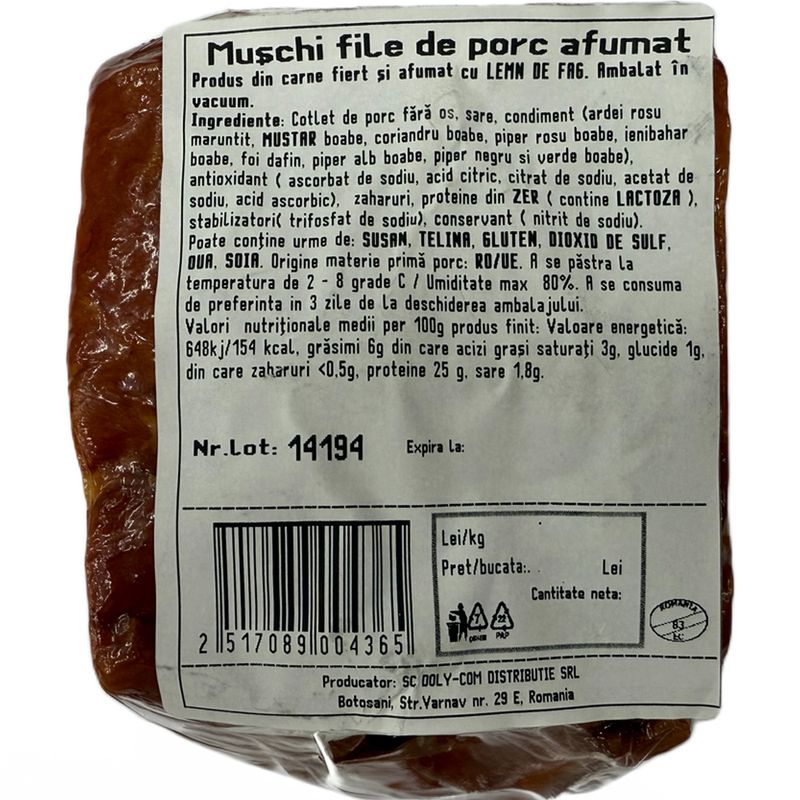 Mușchi file de porc afumat
Produs din carne fiert și afumat cu LEMN DE FAG. Ambalat în
vacuum.
Ingrediente: Cotlet de porc fără os, sare, condiment (ardei rosu
maruntit, MUSTAR boabe, coriandru boabe, piper rosu boabe, ienibahar
boabe, foi dafin, piper alb boabe, piper negru si verde boabe),
antioxidant ( ascorbat de sodiu, acid citric, citrat de sodiu, acetat de
sodiu, acid ascorbic), zaharuri, proteine din ZER ( contine LACTOZA ),
stabilizatori( trifosfat de sodiu), conservant ( nitrit de sodiu).
Poate conține urme de: SUSAN, TELINA, GLUTEN, DIOXID DE SULF,
OUA, SOIA. Origine materie primă porc: RO/UE. A se păstra la
temperatura de 2 - 8 grade C / Umiditate max 80%. A se consuma
de preferinta in 3 zile de la deschiderea ambalajului.
Valori nutriționale medii per 100g produs finit: Valoare energetică:
648kj/154 kcal, grăsimi 6g din care acizi grași saturați 3g, glucide 1g,
din care zaharuri <0,5g, proteine 25 g, sare 1,8g.
Nr.Lot: 14194 Expira la:
Lei/kg
Pret/bucata:. . Lei
Cantitate neta:
7 22
PAP
ROMANIA
83
EC
2 517089 004365
Producator: SC DOLY-COM DISTRIBUTIE SRL
Botosani, Str.Varnav nr. 29 E, Romania